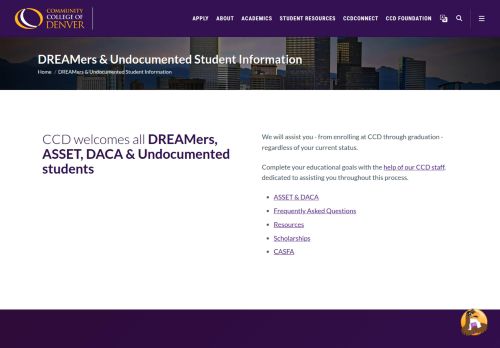 COMMUNITY
COLLEGE OF
DENVER
APPLY ABOUT ACADEMICS STUDENT RESOURCES CCDCONNECT CCD FOUNDATION
DREAMers & Undocumented Student Information
Home / DREAMers & Undocumented Student Information
CCD welcomes all DREAMers,
ASSET, DACA & Undocumented
students
We will assist you - from enrolling at CCD through graduation -
regardless of your current status.
Complete your educational goals with the help of our CCD staff,
dedicated to assisting you throughout this process.
ASSET & DACA
Frequently Asked Questions
Resources
Scholarships
CASFA